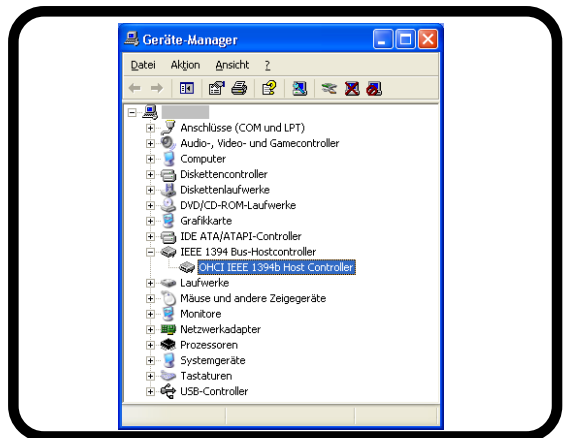 Geräte-Manager
Datei Aktion Ansicht ?
Anschlüsse (COM und LPT)
Audio-, Video- und Gamecontroller
Computer
Diskettencontroller
Diskettenlaufwerke
DVD/CD-ROM-Laufwerke
Grafikkarte
IDE ATA/ATAPI-Controller
IEEE 1394 Bus-Hostcontroller
OHCI IEEE 1394b Host Controller
Laufwerke
Mäuse und andere Zeigegeräte
Monitore
Netzwerkadapter
Prozessoren
Systemgeräte
Tastaturen
USB-Controller